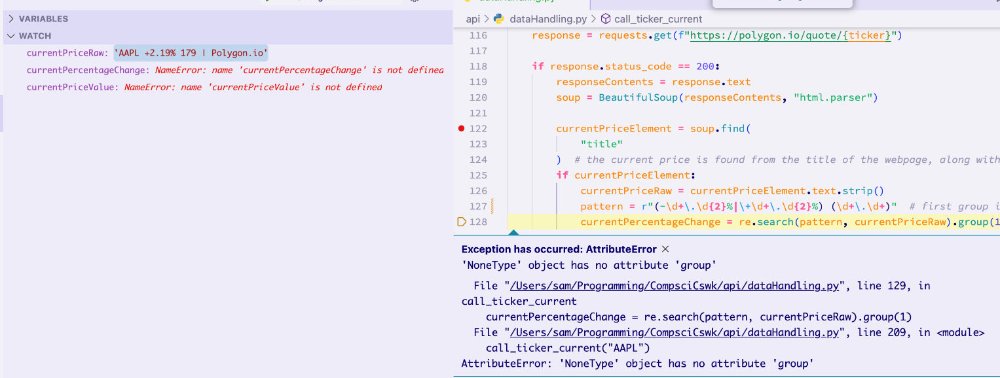 VARIABLES
WATCH
currentPriceRaw: 'AAPL +2.19% 179 | Polygon.io'
currentPercentageChange: NameError: name 'currentPercentageChange' is not defined
currentPriceValue: NameError: name 'currentPriceValue' is not defined
api > dataHandling.py > call_ticker_current
116 response = requests.get(f"https://polygon.io/quote/{ticker}")
117
118 if response.status_code == 200:
119 responseContents = response.text
120 soup = BeautifulSoup(responseContents, "html.parser")
121
122 currentPriceElement = soup.find(
123 "title"
124 ) # the current price is found from the title of the webpage, along with
125 if currentPriceElement:
126 currentPriceRaw = currentPriceElement.text.strip()
127 pattern = r"(-\d+\.\d{2}%|\+\d+\.\d{2}%) (\d+\.\d+)" # first group i
128 currentPercentageChange = re.search(pattern, currentPriceRaw).group(1
Exception has occurred: AttributeError ×
'NoneType' object has no attribute 'group'
File "/Users/sam/Programming/CompsciCswk/api/dataHandling.py", line 129, in
call_ticker_current
currentPercentageChange = re.search(pattern, currentPriceRaw).group(1)
File "/Users/sam/Programming/CompsciCswk/api/dataHandling.py", line 209, in <module>
call_ticker_current("AAPL")
AttributeError: 'NoneType' object has no attribute 'group'